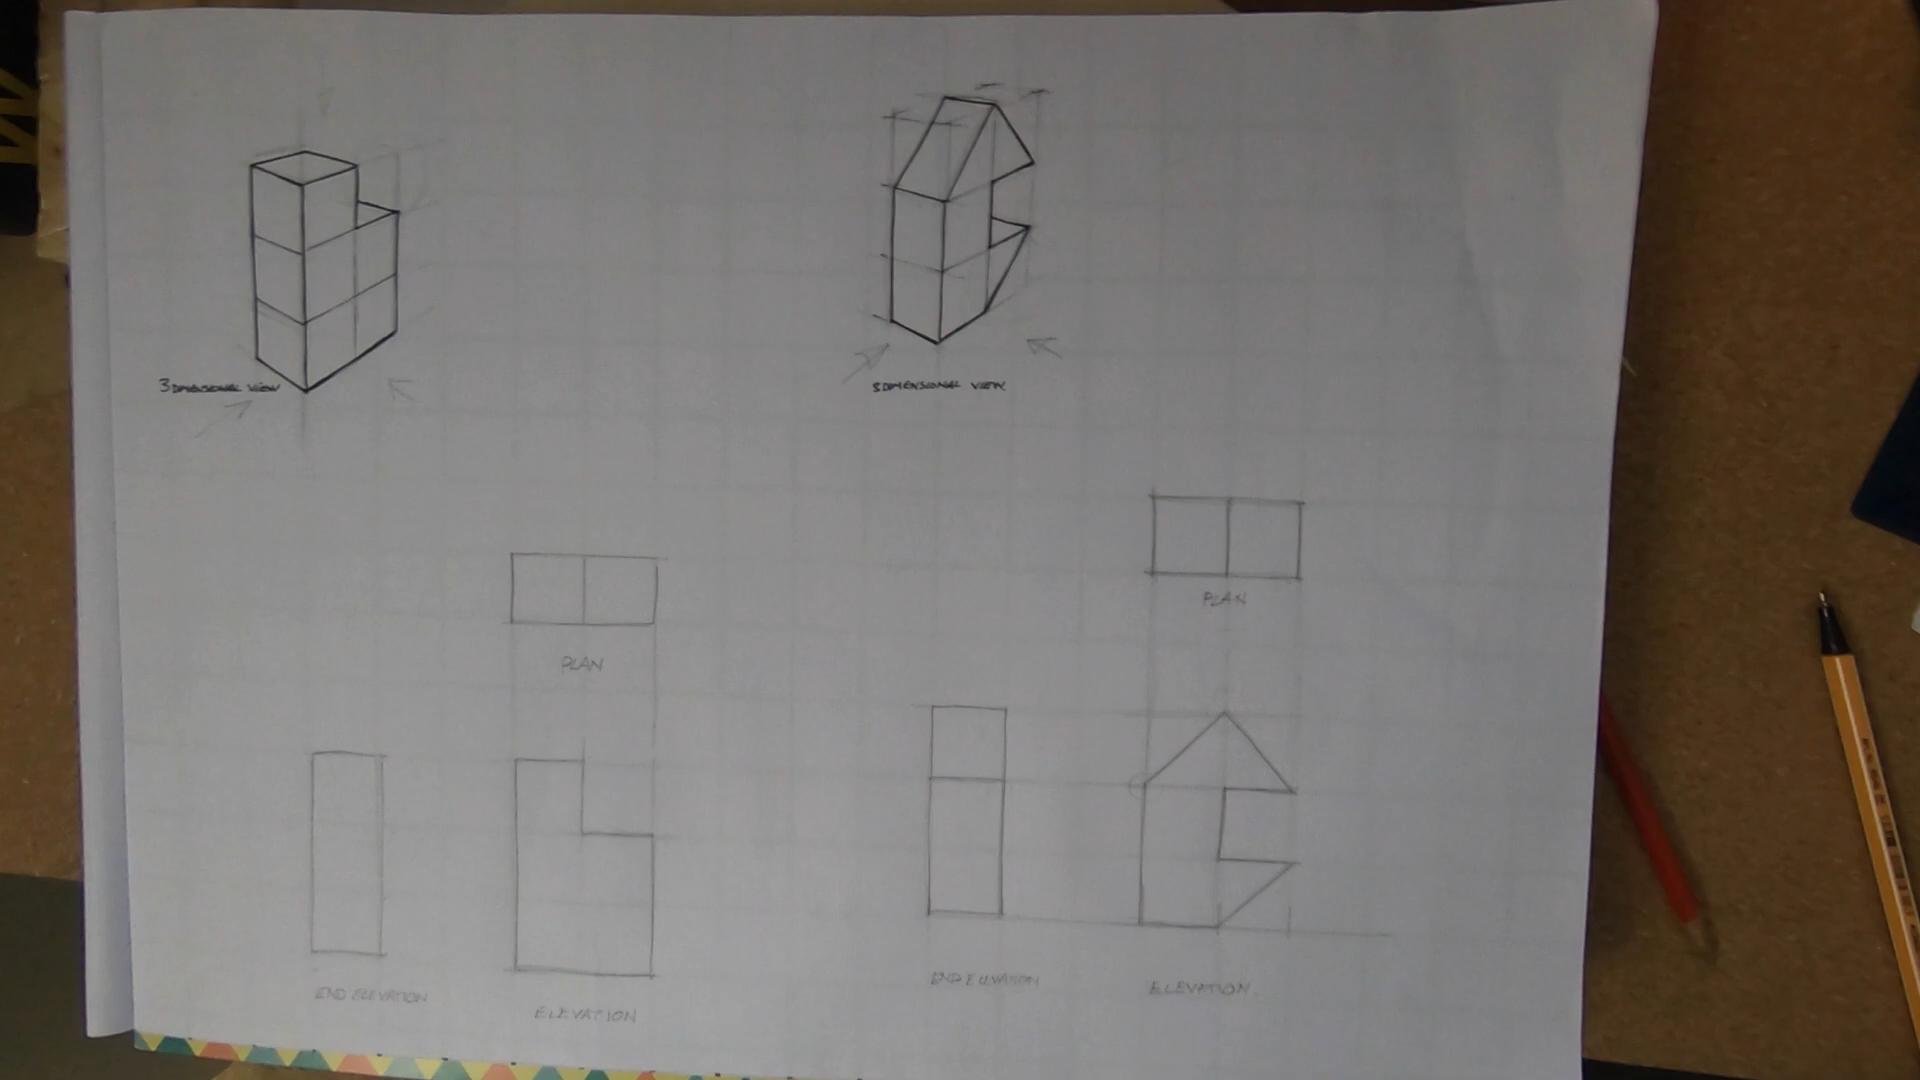 3 DIMENSIONAL VIEW
3 DIMENSIONAL VIEW
PLAN
PLAN
END ELEVATION
ELEVATION
END ELEVATION
ELEVATION